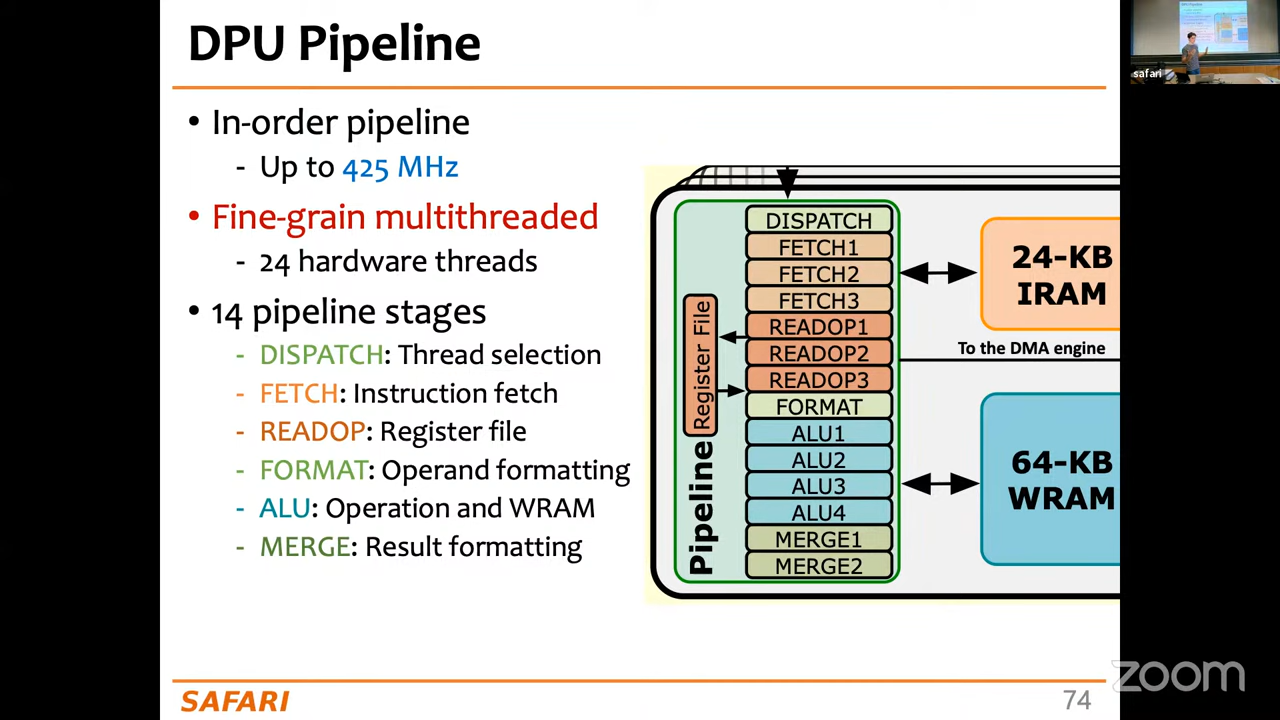 DPU Pipeline
• In-order pipeline
- Up to 425 MHz
• Fine-grain multithreaded
- 24 hardware threads
• 14 pipeline stages
- DISPATCH: Thread selection
- FETCH: Instruction fetch
- READOP: Register file
- FORMAT: Operand formatting
- ALU: Operation and WRAM
- MERGE: Result formatting
Pipeline
Register File
DISPATCH
FETCH1
FETCH2
FETCH3
READOP1
READOP2
READOP3
FORMAT
ALU1
ALU2
ALU3
ALU4
MERGE1
MERGE2
24-KB
IRAM
To the DMA engine
64-KB
WRAM
SAFARI
74
safari
zoom